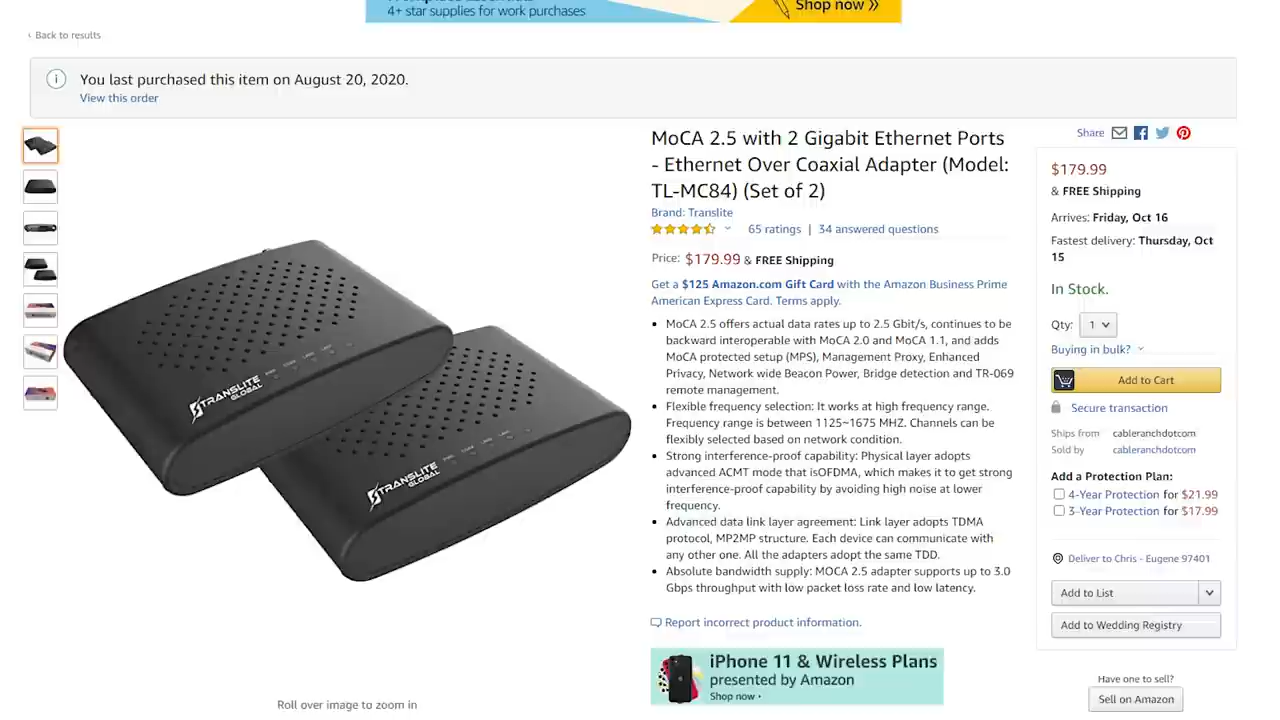 4+ star supplies for work purchases
Shop now »
‹ Back to results
You last purchased this item on August 20, 2020.
View this order
MoCA 2.5 with 2 Gigabit Ethernet Ports
- Ethernet Over Coaxial Adapter (Model:
TL-MC84) (Set of 2)
Brand: Translite
65 ratings | 34 answered questions
Price: $179.99 & FREE Shipping
Get a $125 Amazon.com Gift Card with the Amazon Business Prime
American Express Card. Terms apply.
• MoCA 2.5 offers actual data rates up to 2.5 Gbit/s, continues to be
backward interoperable with MoCA 2.0 and MoCA 1.1, and adds
MoCA protected setup (MPS), Management Proxy, Enhanced
Privacy, Network wide Beacon Power, Bridge detection and TR-069
remote management.
• Flexible frequency selection: It works at high frequency range.
Frequency range is between 1125~1675 MHZ. Channels can be
flexibly selected based on network condition.
• Strong interference-proof capability: Physical layer adopts
advanced ACMT mode that isOFDMA, which makes it to get strong
interference-proof capability by avoiding high noise at lower
frequency.
• Advanced data link layer agreement: Link layer adopts TDMA
protocol, MP2MP structure. Each device can communicate with
any other one. All the adapters adopt the same TDD.
• Absolute bandwidth supply: MOCA 2.5 adapter supports up to 3.0
Gbps throughput with low packet loss rate and low latency.
Report incorrect product information.
iPhone 11 & Wireless Plans
presented by Amazon
Shop now ›
TRANSLITE
GLOBAL
TRANSLITE
GLOBAL
Roll over image to zoom in
Share
$179.99
& FREE Shipping
Arrives: Friday, Oct 16
Fastest delivery: Thursday, Oct
15
In Stock.
Qty: 1
Buying in bulk?
Add to Cart
Secure transaction
Ships from cableranchdotcom
Sold by cableranchdotcom
Add a Protection Plan:
4-Year Protection for $21.99
3-Year Protection for $17.99
Deliver to Chris - Eugene 97401
Add to List
Add to Wedding Registry
Have one to sell?
Sell on Amazon